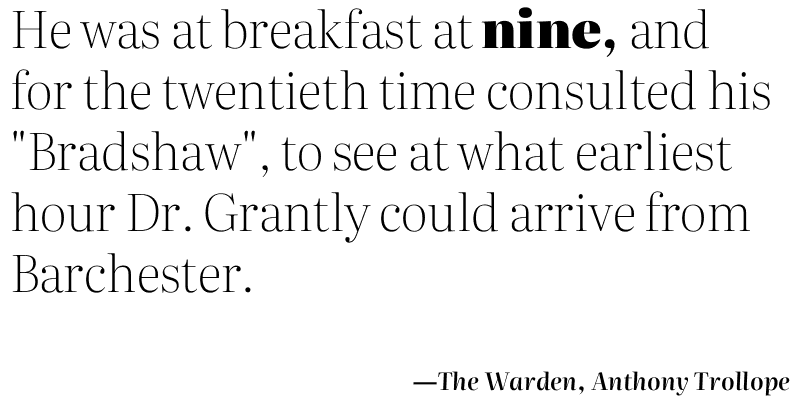 He was at breakfast at nine, and
for the twentieth time consulted his
"Bradshaw", to see at what earliest
hour Dr. Grantly could arrive from
Barchester.
—The Warden, Anthony Trollope